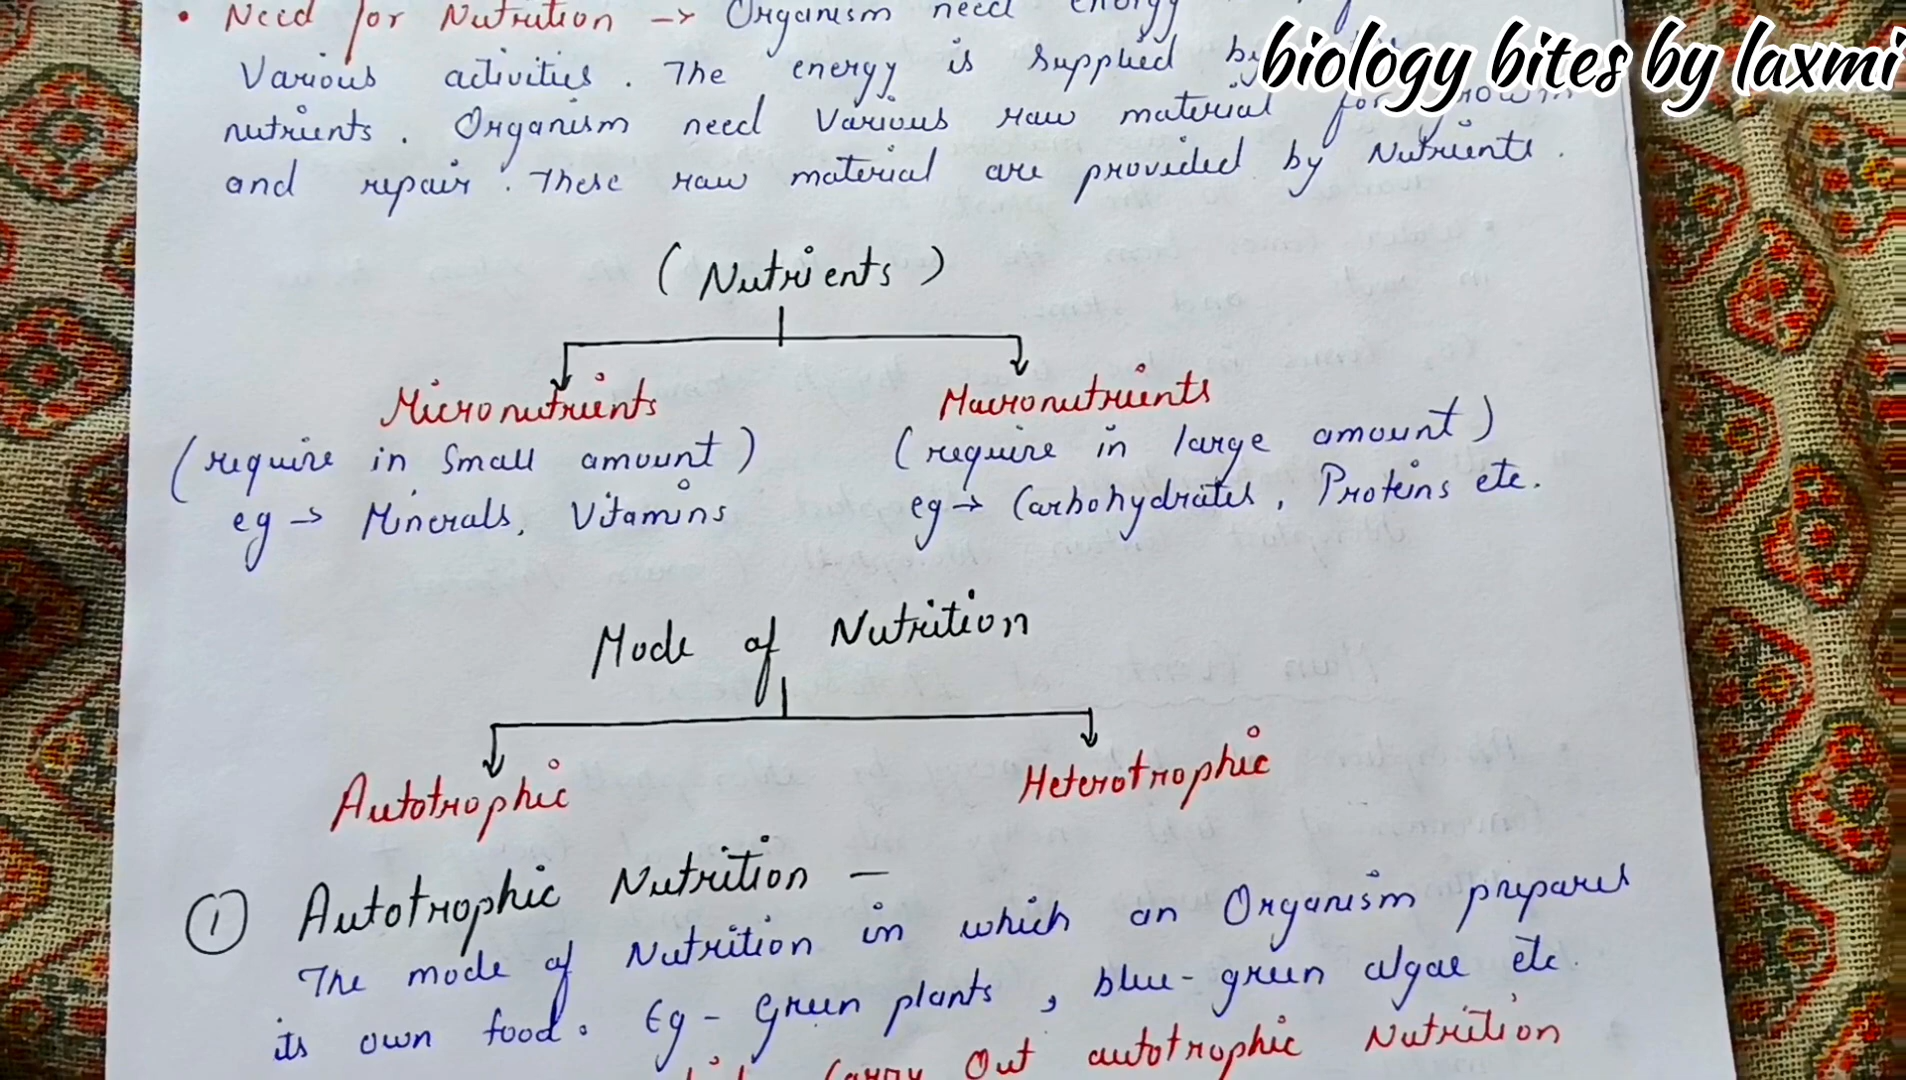 • Need for Nutrition -> Organism need energy
biology bites by laxmi
Various activities. The energy is supplied by
nutrients. Organism need Various raw material for growth
and repair. These raw material are provided by Nutrients.
(Nutrients)
Micronutrients Macronutrients
(require in Small amount) (require in large amount)
eg → Minerals, Vitamins eg → Carbohydrates, Proteins etc.
Mode of Nutrition
Autotrophic Heterotrophic
① Autotrophic Nutrition —
The mode of Nutrition in which an Organism prepares
its own food. Eg - Green plants, blue-green algae etc.
Carry Out autotrophic Nutrition